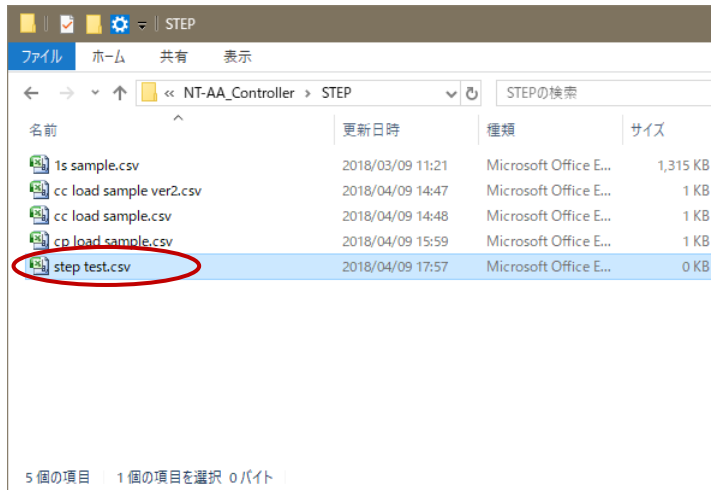 STEP
ファイル ホーム 共有 表示
« NT-AA_Controller > STEP STEPの検索
名前 更新日時 種類 サイズ
1s sample.csv 2018/03/09 11:21 Microsoft Office E... 1,315 KB
cc load sample ver2.csv 2018/04/09 14:47 Microsoft Office E... 1 KB
cc load sample.csv 2018/04/09 14:48 Microsoft Office E... 1 KB
cp load sample.csv 2018/04/09 15:59 Microsoft Office E... 1 KB
step test.csv 2018/04/09 17:57 Microsoft Office E... 0 KB
5 個の項目 1 個の項目を選択 0 バイト